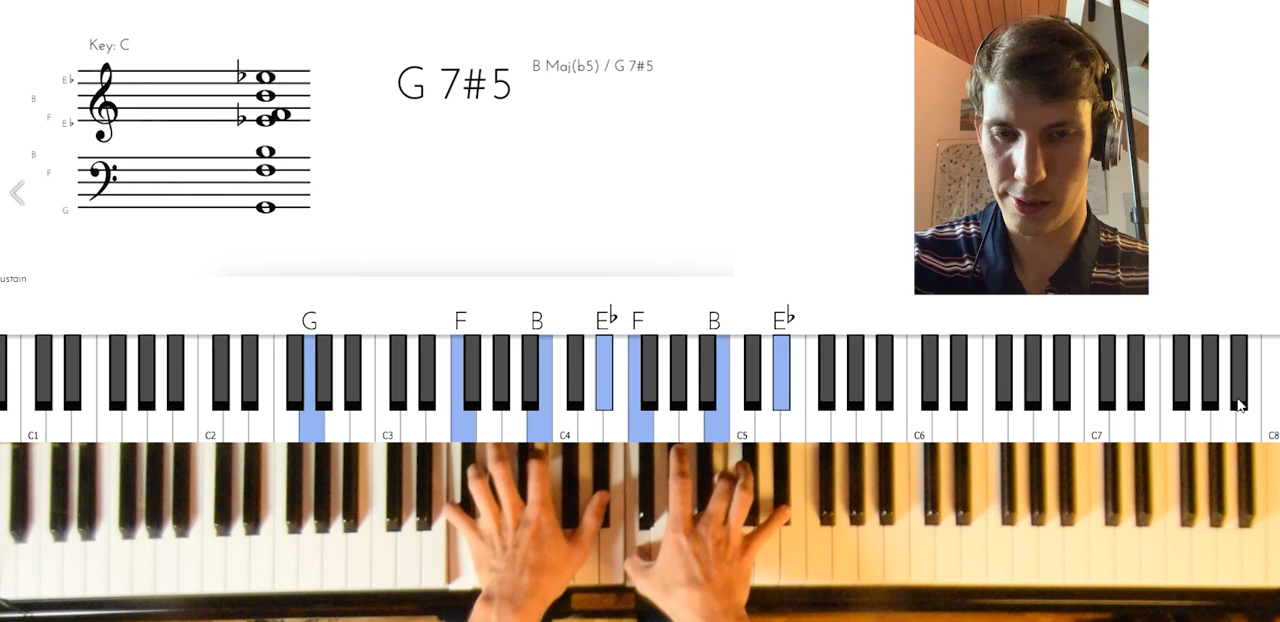 Key: C
G 7#5
B Maj(b5) / G 7#5
E♭
B
F
E♭
B
F
G
ustain
G
F
B
E♭
F
B
E♭
C1
C2
C3
C4
C5
C6
C7
C8